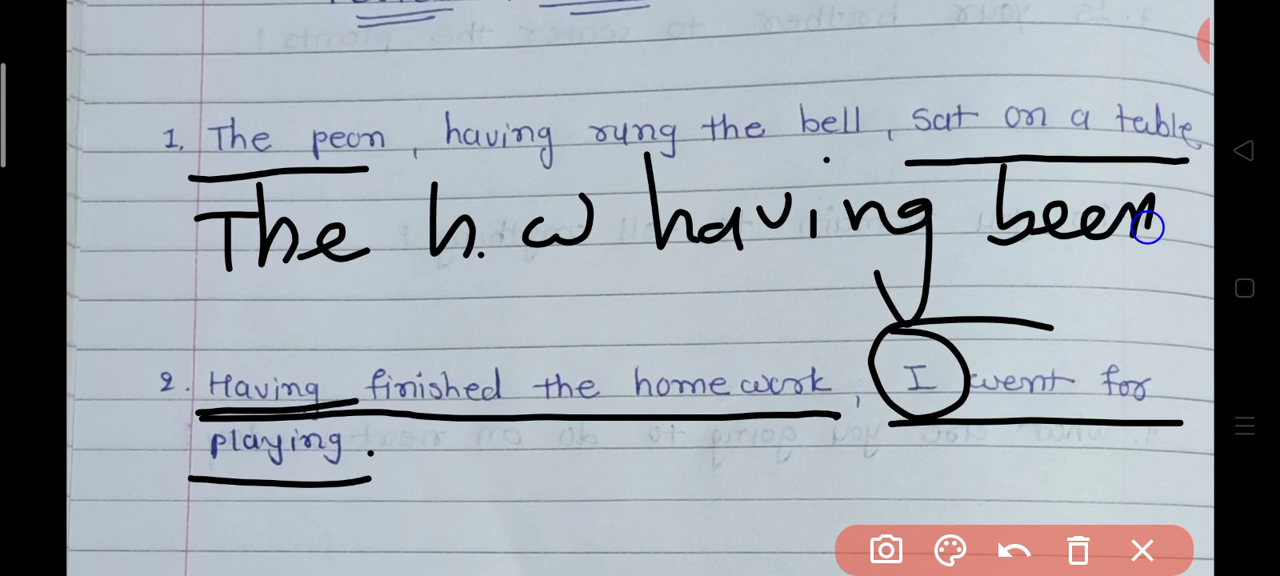 1. The peon, having rung the bell, sat on a table
The h.w having been
2. Having finished the homework, I went for
playing.